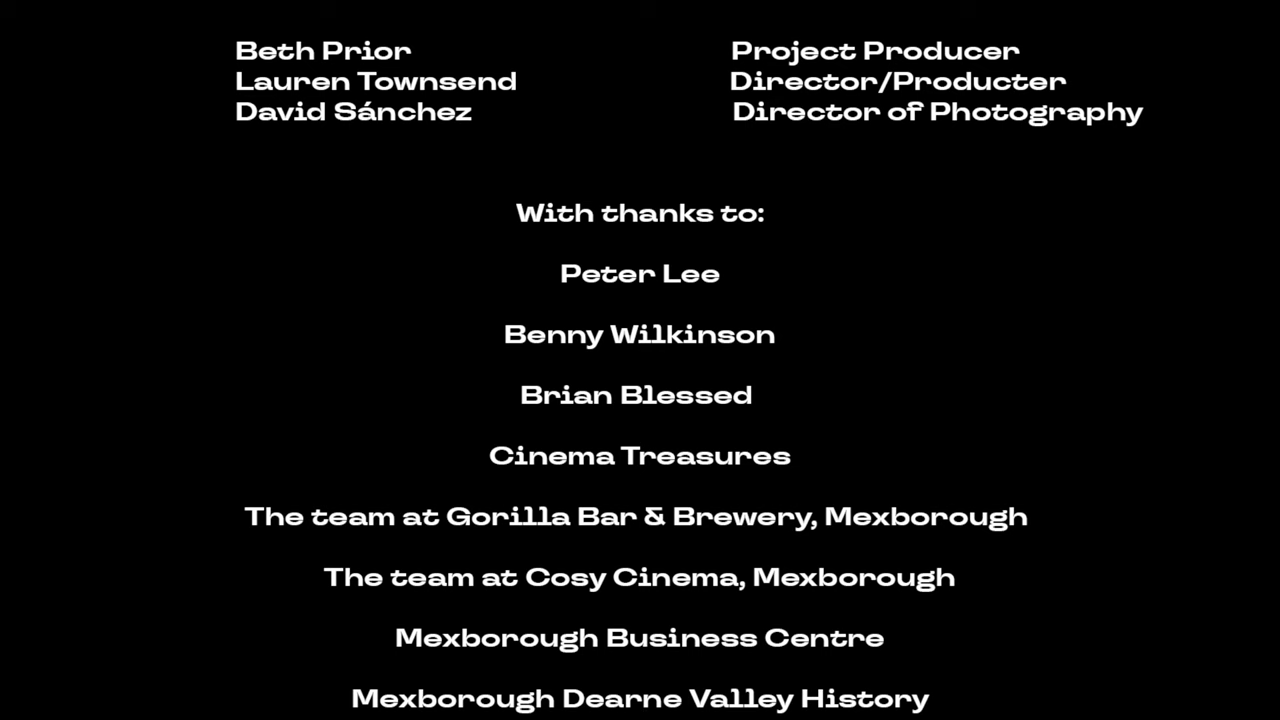 Beth Prior Project Producer
Lauren Townsend Director/Producter
David Sánchez Director of Photography
With thanks to:
Peter Lee
Benny Wilkinson
Brian Blessed
Cinema Treasures
The team at Gorilla Bar & Brewery, Mexborough
The team at Cosy Cinema, Mexborough
Mexborough Business Centre
Mexborough Dearne Valley History